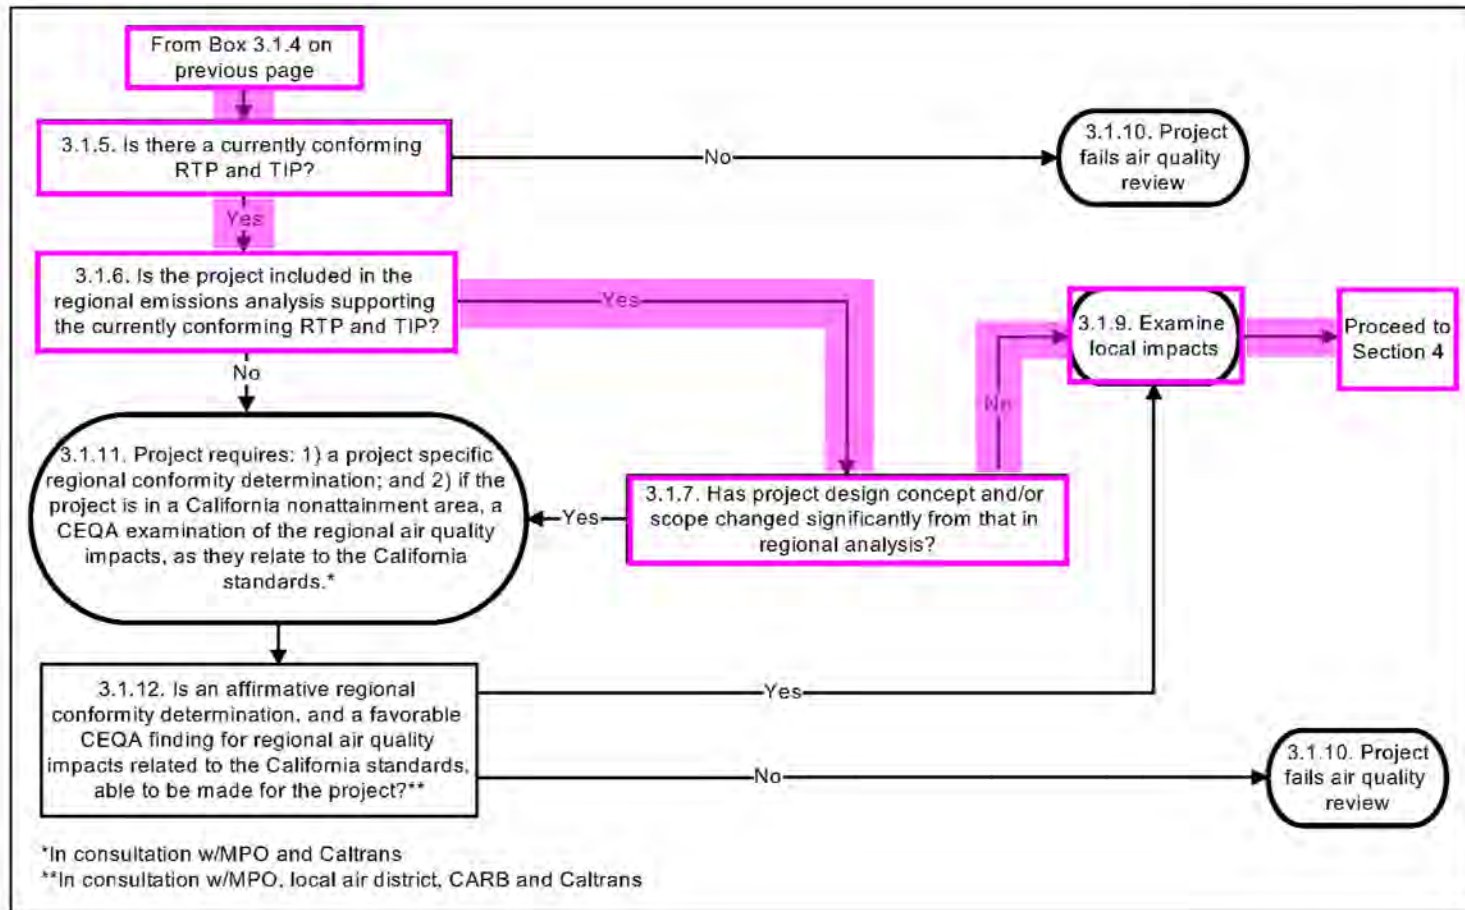 From Box 3.1.4 on
previous page
3.1.5. Is there a currently conforming
RTP and TIP?
No
3.1.10. Project
fails air quality
review
Yes
3.1.6. Is the project included in the
regional emissions analysis supporting
the currently conforming RTP and TIP?
Yes
3.1.9. Examine
local impacts
Proceed to
Section 4
No
No
3.1.11. Project requires: 1) a project specific
regional conformity determination; and 2) if the
project is in a California nonattainment area, a
CEQA examination of the regional air quality
impacts, as they relate to the California
standards.*
Yes
3.1.7. Has project design concept and/or
scope changed significantly from that in
regional analysis?
3.1.12. Is an affirmative regional
conformity determination, and a favorable
CEQA finding for regional air quality
impacts related to the California standards,
able to be made for the project?**
Yes
No
3.1.10. Project
fails air quality
review
*In consultation w/MPO and Caltrans
**In consultation w/MPO, local air district, CARB and Caltrans